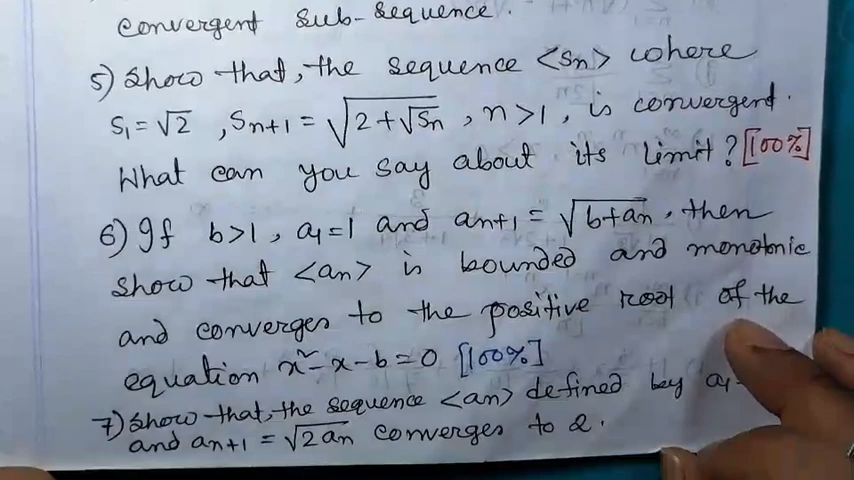 convergent sub-sequence.
5) Show that, the sequence <Sn> where
S₁ = √2 , Sn+1 = √(2+√Sn) , n > 1, is convergent.
What can you say about its limit? [100%]
6) If b>1, a₁=1 and an+1 = √(b+an), then
show that <an> is bounded and monotonic
and converges to the positive root of the
equation x²-x-b=0 [100%]
7) Show that, the sequence <an> defined by a₁
and an+1 = √(2an) converges to 2.